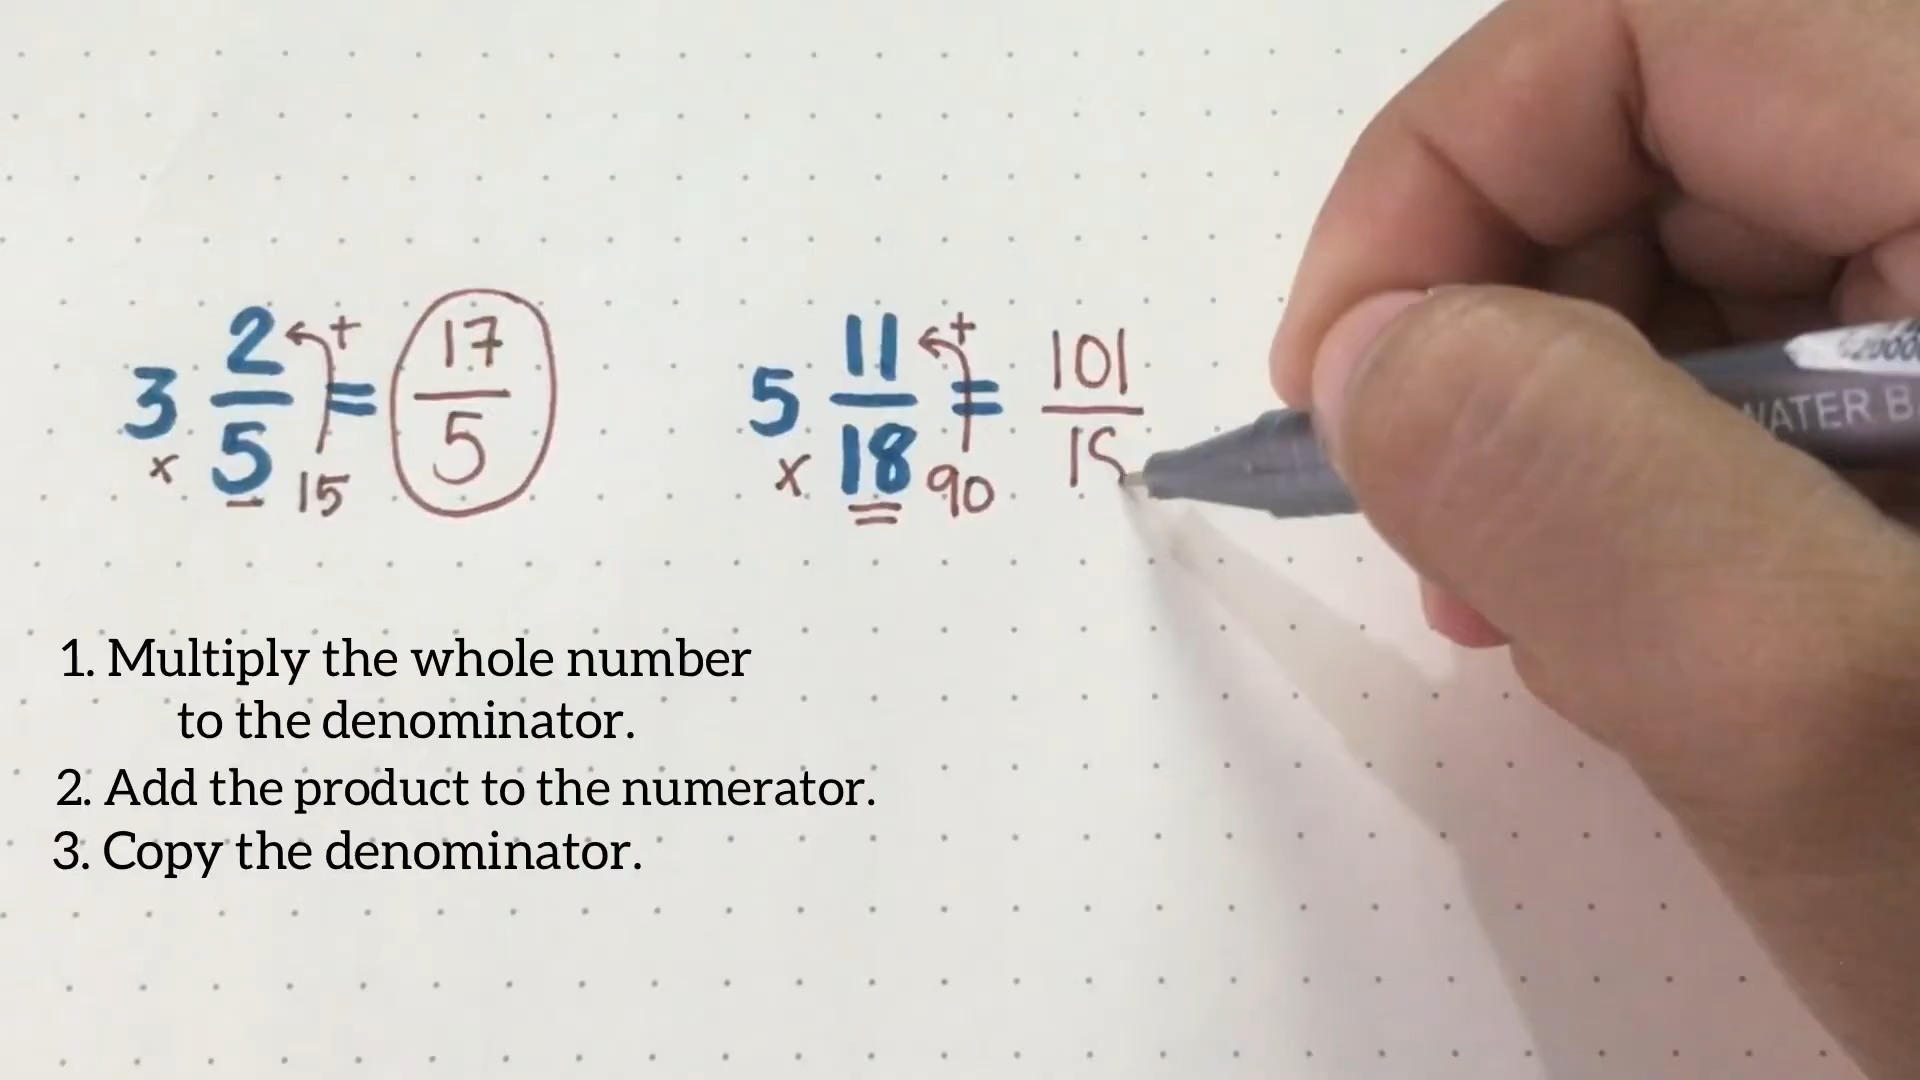 3 2/5 = 17/5
x + 15
5 11/18 = 101/1
x + 90
WATER B
1. Multiply the whole number
to the denominator.
2. Add the product to the numerator.
3. Copy the denominator.